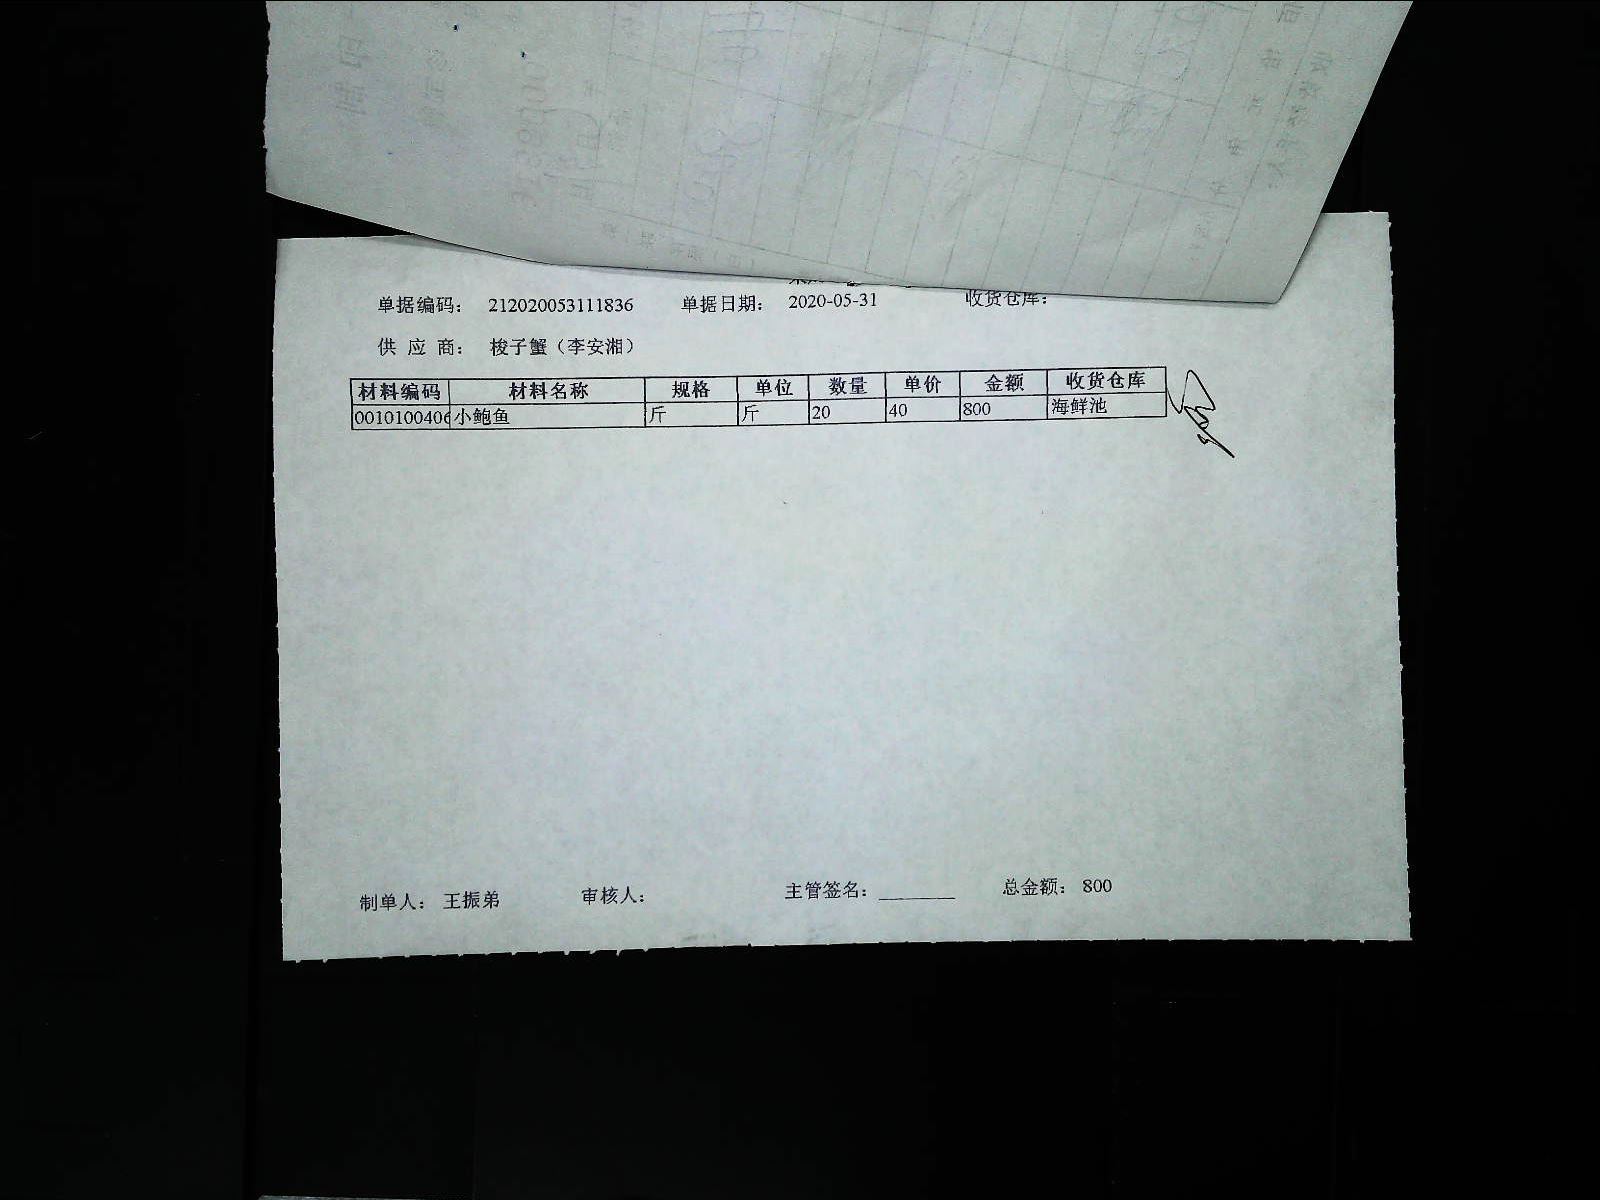 单据编码： 212020053111836 单据日期： 2020-05-31 收货仓库：
供 应 商： 梭子蟹（李安湘）
材料编码 材料名称 规格 单位 数量 单价 金额 收货仓库
0010100406 小鲍鱼 斤 斤 20 40 800 海鲜池
制单人： 王振弟 审核人： 主管签名： ________ 总金额： 800